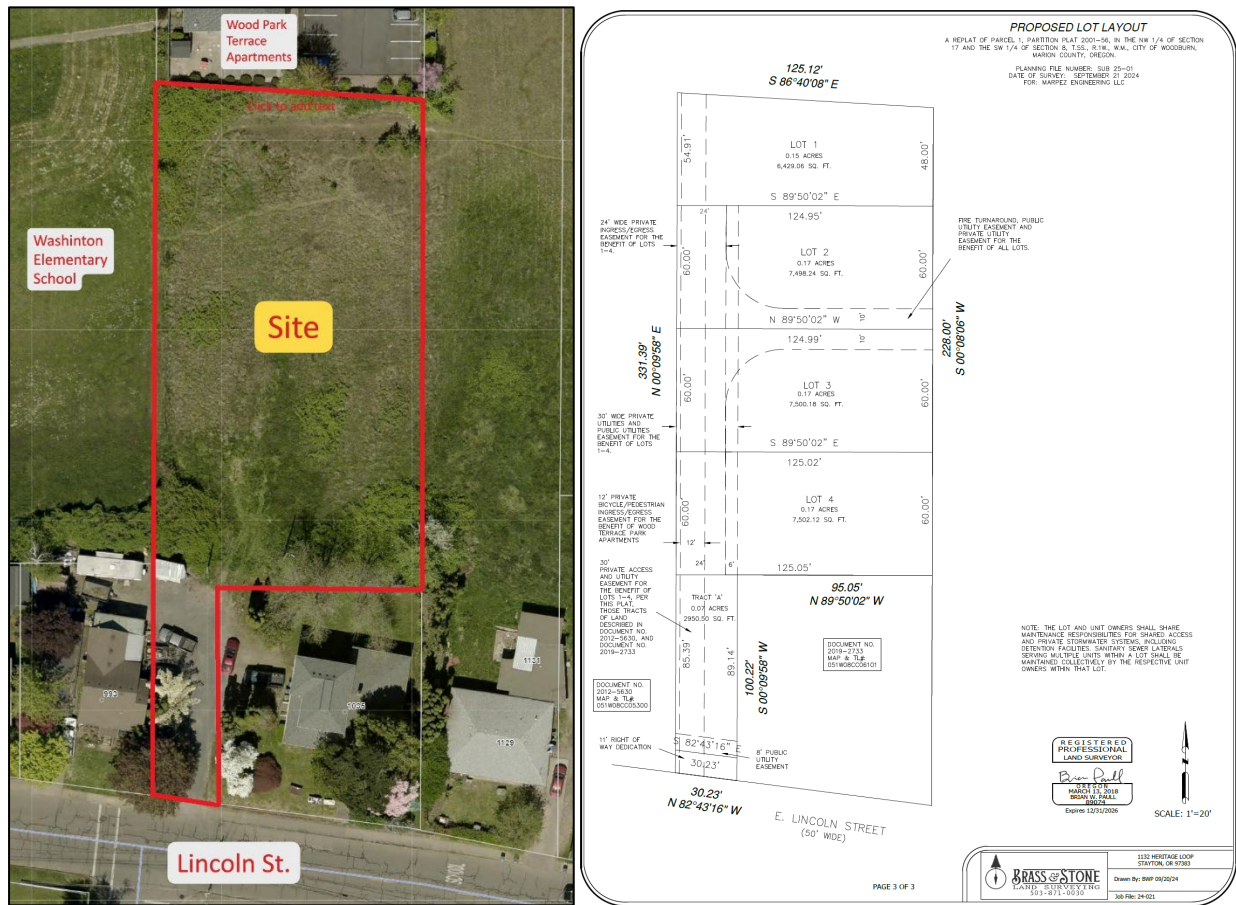 Wood Park
Terrace
Apartments
Click to add text
Washinton
Elementary
School
Site
993
1035
1131
1129
Lincoln St.
PROPOSED LOT LAYOUT
A REPLAT OF PARCEL 1, PARTITION PLAT 2001-56, IN THE NW 1/4 OF SECTION
17 AND THE SW 1/4 OF SECTION 8, T.5S., R.1W., W.M., CITY OF WOODBURN,
MARION COUNTY, OREGON.
PLANNING FILE NUMBER: SUB 25-01
DATE OF SURVEY: SEPTEMBER 21 2024
FOR: MARPEZ ENGINEERING LLC
125.12'
S 86°40'08" E
54.91'
LOT 1
0.15 ACRES
6,429.06 SQ. FT.
48.00'
S 89°50'02" E
24'
124.95'
24' WIDE PRIVATE
INGRESS/EGRESS
EASEMENT FOR THE
BENEFIT OF LOTS
1-4.
FIRE TURNAROUND, PUBLIC
UTILITY EASEMENT AND
PRIVATE UTILITY
EASEMENT FOR THE
BENEFIT OF ALL LOTS.
60.00'
LOT 2
0.17 ACRES
7,498.24 SQ. FT.
60.00'
N 89°50'02" W
10'
124.99'
10'
331.39'
N 00°09'58" E
228.00'
S 00°08'06" W
60.00'
LOT 3
0.17 ACRES
7,500.18 SQ. FT.
60.00'
30' WIDE PRIVATE
UTILITIES AND
PUBLIC UTILITIES
EASEMENT FOR THE
BENEFIT OF LOTS
1-4.
S 89°50'02" E
125.02'
60.00'
LOT 4
0.17 ACRES
7,502.12 SQ. FT.
60.00'
12' PRIVATE
BICYCLE/PEDESTRIAN
INGRESS/EGRESS
EASEMENT FOR THE
BENEFIT OF WOOD
TERRACE PARK
APARTMENTS
12'
24'
6'
125.05'
95.05'
N 89°50'02" W
30'
PRIVATE ACCESS
AND UTILITY
EASEMENT FOR
THE BENEFIT OF
LOTS 1-4, PER
THIS PLAT,
THOSE TRACTS
OF LAND
DESCRIBED IN
DOCUMENT NO.
2012-5630, AND
DOCUMENT NO.
2019-2733
TRACT 'A'
0.07 ACRES
2950.50 SQ. FT.
85.39'
89.14'
100.22'
S 00°09'58" W
DOCUMENT NO.
2019-2733
MAP & TL#
051W08CC06101
DOCUMENT NO.
2012-5630
MAP & TL#
051W08CC05300
11' RIGHT OF
WAY DEDICATION
S 82°43'16" E
30.23'
8' PUBLIC
UTILITY
EASEMENT
30.23'
N 82°43'16" W
E. LINCOLN STREET
(50' WIDE)
NOTE: THE LOT AND UNIT OWNERS SHALL SHARE
MAINTENANCE RESPONSIBILITIES FOR SHARED ACCESS
AND PRIVATE STORMWATER SYSTEMS, INCLUDING
DETENTION FACILITIES. SANITARY SEWER LATERALS
SERVING MULTIPLE UNITS WITHIN A LOT SHALL BE
MAINTAINED COLLECTIVELY BY THE RESPECTIVE UNIT
OWNERS WITHIN THAT LOT.
REGISTERED
PROFESSIONAL
LAND SURVEYOR
Brian Paull
OREGON
MARCH 13, 2018
BRIAN W. PAULL
89074
Expires 12/31/2026
SCALE: 1"=20'
PAGE 3 OF 3
BRASS & STONE
LAND SURVEYING
503-871-0030
1132 HERITAGE LOOP
STAYTON, OR 97383
Drawn By: BWP 09/20/24
Job File: 24-021